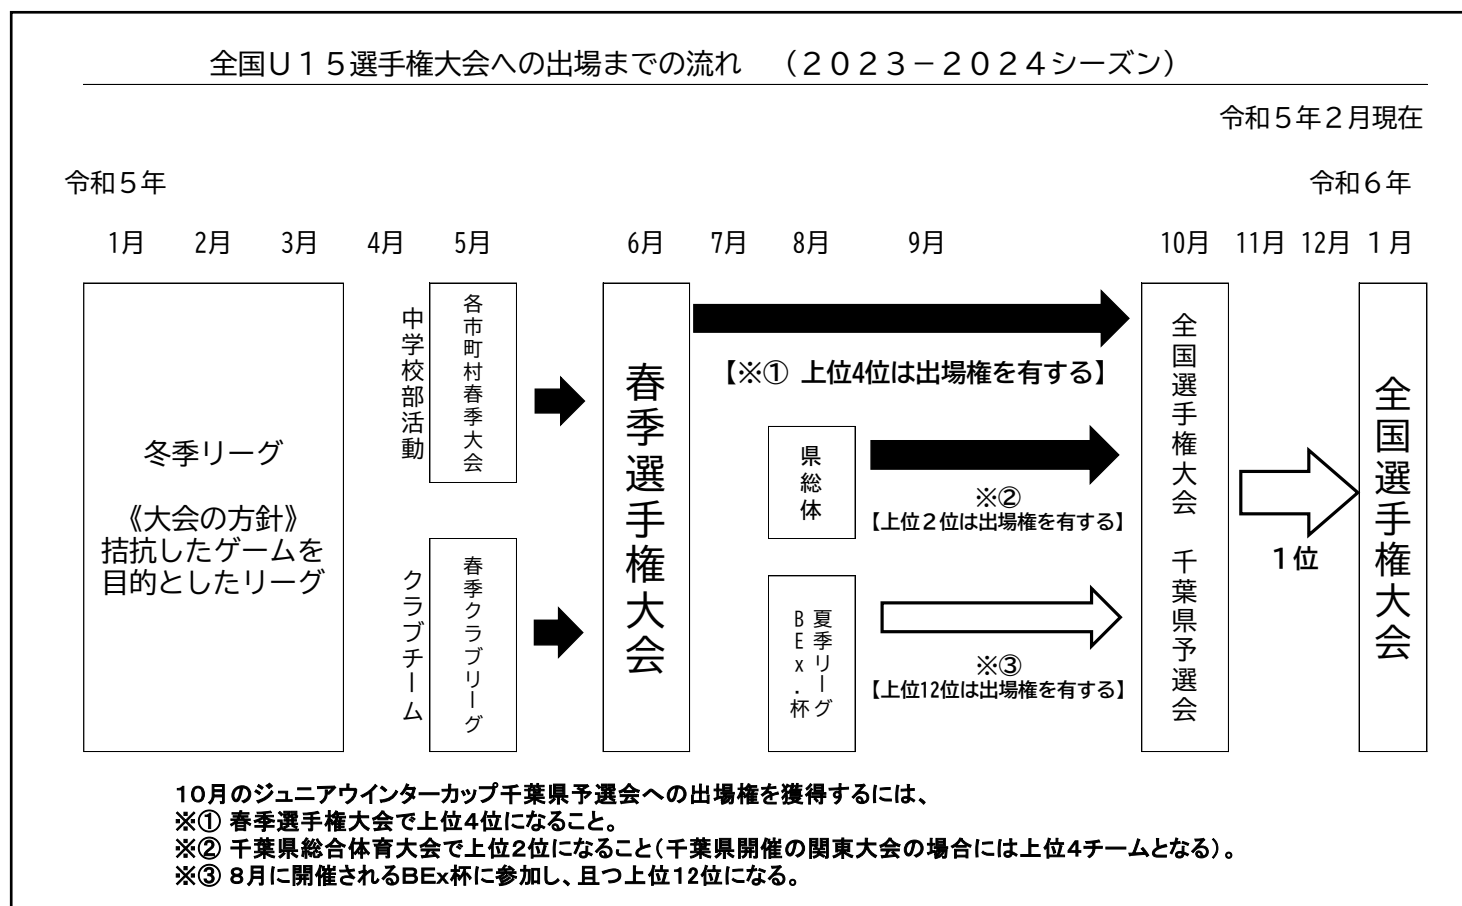 全国U15選手権大会への出場までの流れ （2023－2024シーズン）
令和５年２月現在
令和５年
令和６年
1月 2月 3月 4月 5月 6月 7月 8月 9月 10月 11月 12月 １月
冬季リーグ
《大会の方針》
拮抗したゲームを
目的としたリーグ
中学校部活動
各市町村春季大会
クラブチーム
春季クラブリーグ
春季選手権大会
【※① 上位4位は出場権を有する】
県総体
※②
【上位２位は出場権を有する】
夏季リーグ
BEx.杯
※③
【上位12位は出場権を有する】
全国選手権大会 千葉県予選会
１位
全国選手権大会
10月のジュニアウインターカップ千葉県予選会への出場権を獲得するには、
※① 春季選手権大会で上位4位になること。
※② 千葉県総合体育大会で上位2位になること（千葉県開催の関東大会の場合には上位4チームとなる）。
※③ 8月に開催されるBEx杯に参加し、且つ上位12位になる。